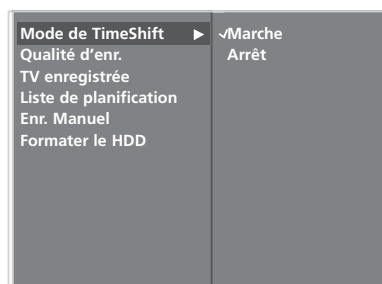 Mode de TimeShift ▶
Qualité d'enr.
TV enregistrée
Liste de planification
Enr. Manuel
Formater le HDD
✓Marche
Arrêt